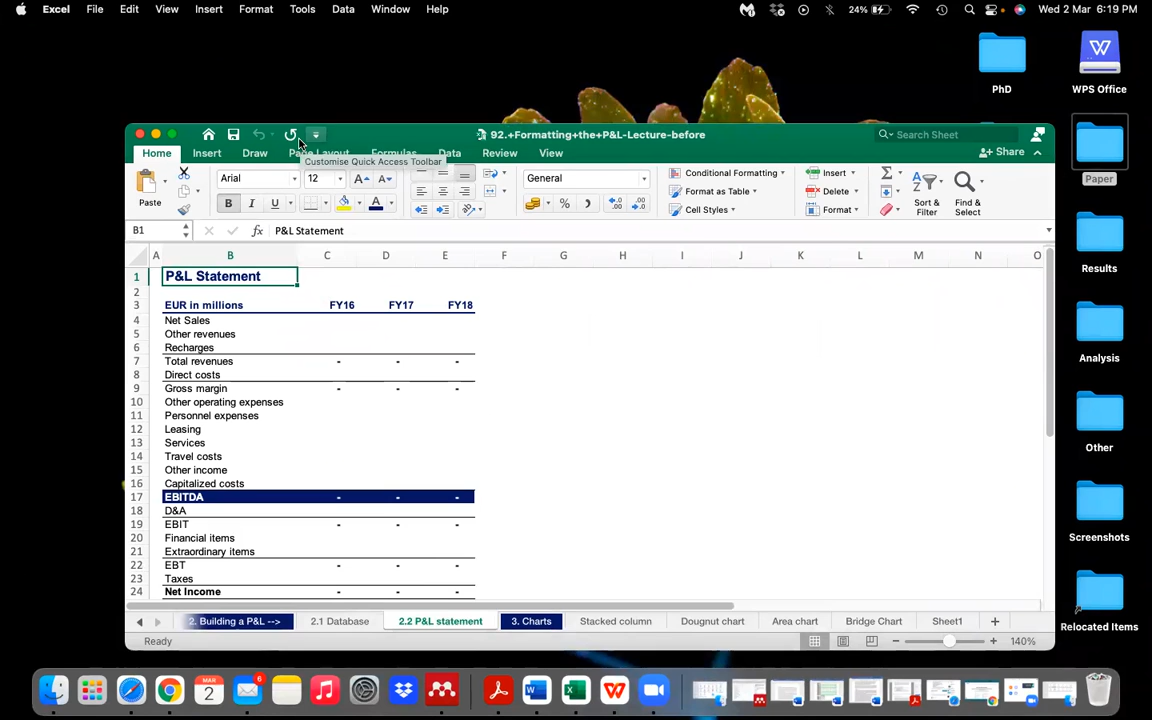 Excel File Edit View Insert Format Tools Data Window Help 24% Wed 2 Mar 6:19 PM
PhD WPS Office
92.+Formatting+the+P&L-Lecture-before Search Sheet
Home Insert Draw Page Layout Formulas Data Review View Share
Customise Quick Access Toolbar
Paper
Paste Arial 12 General Conditional Formatting Insert
Format as Table Delete
Cell Styles Format
Sort & Filter Find & Select
B1 fx P&L Statement
A B C D E F G H I J K L M N O
1 P&L Statement
2
3 EUR in millions FY16 FY17 FY18
4 Net Sales
5 Other revenues
6 Recharges
7 Total revenues - - -
8 Direct costs
9 Gross margin - - -
10 Other operating expenses
11 Personnel expenses
12 Leasing
13 Services
14 Travel costs
15 Other income
16 Capitalized costs
17 EBITDA - - -
18 D&A
19 EBIT - - -
20 Financial items
21 Extraordinary items
22 EBT - - -
23 Taxes
24 Net Income - - -
Results
Analysis
Other
Screenshots
Relocated Items
2. Building a P&L --> 2.1 Database 2.2 P&L statement 3. Charts Stacked column Dougnut chart Area chart Bridge Chart Sheet1
Ready 140%
MAR 2 6